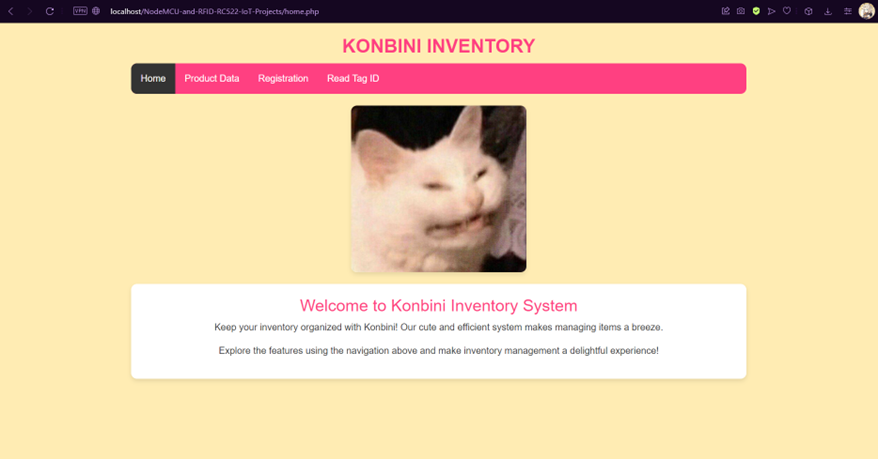 VPN
localhost/NodeMCU-and-RFID-RC522-IoT-Projects/home.php
KONBINI INVENTORY
Home Product Data Registration Read Tag ID
Welcome to Konbini Inventory System
Keep your inventory organized with Konbini! Our cute and efficient system makes managing items a breeze.
Explore the features using the navigation above and make inventory management a delightful experience!